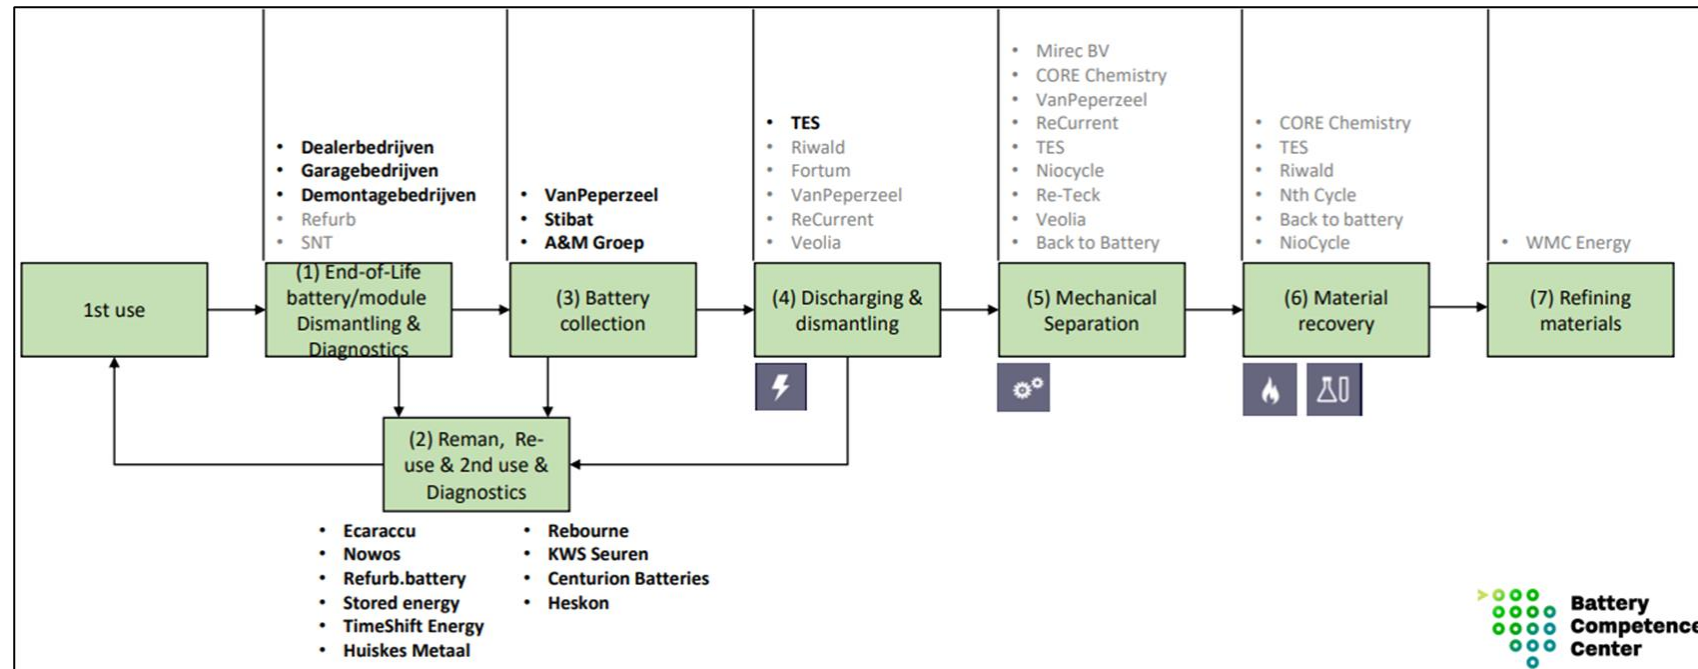 • Dealerbedrijven
• Garagebedrijven
• Demontagebedrijven
• Refurb
• SNT
• VanPeperzeel
• Stibat
• A&M Groep
• TES
• Riwald
• Fortum
• VanPeperzeel
• ReCurrent
• Veolia
• Mirec BV
• CORE Chemistry
• VanPeperzeel
• ReCurrent
• TES
• Niocycle
• Re-Teck
• Veolia
• Back to Battery
• CORE Chemistry
• TES
• Riwald
• Nth Cycle
• Back to battery
• NioCycle
• WMC Energy
1st use
(1) End-of-Life
battery/module
Dismantling &
Diagnostics
(3) Battery
collection
(4) Discharging &
dismantling
(5) Mechanical
Separation
(6) Material
recovery
(7) Refining
materials
(2) Reman, Re-
use & 2nd use &
Diagnostics
• Ecaraccu
• Nowos
• Refurb.battery
• Stored energy
• TimeShift Energy
• Huiskes Metaal
• Rebourne
• KWS Seuren
• Centurion Batteries
• Heskon
Battery
Competence
Center